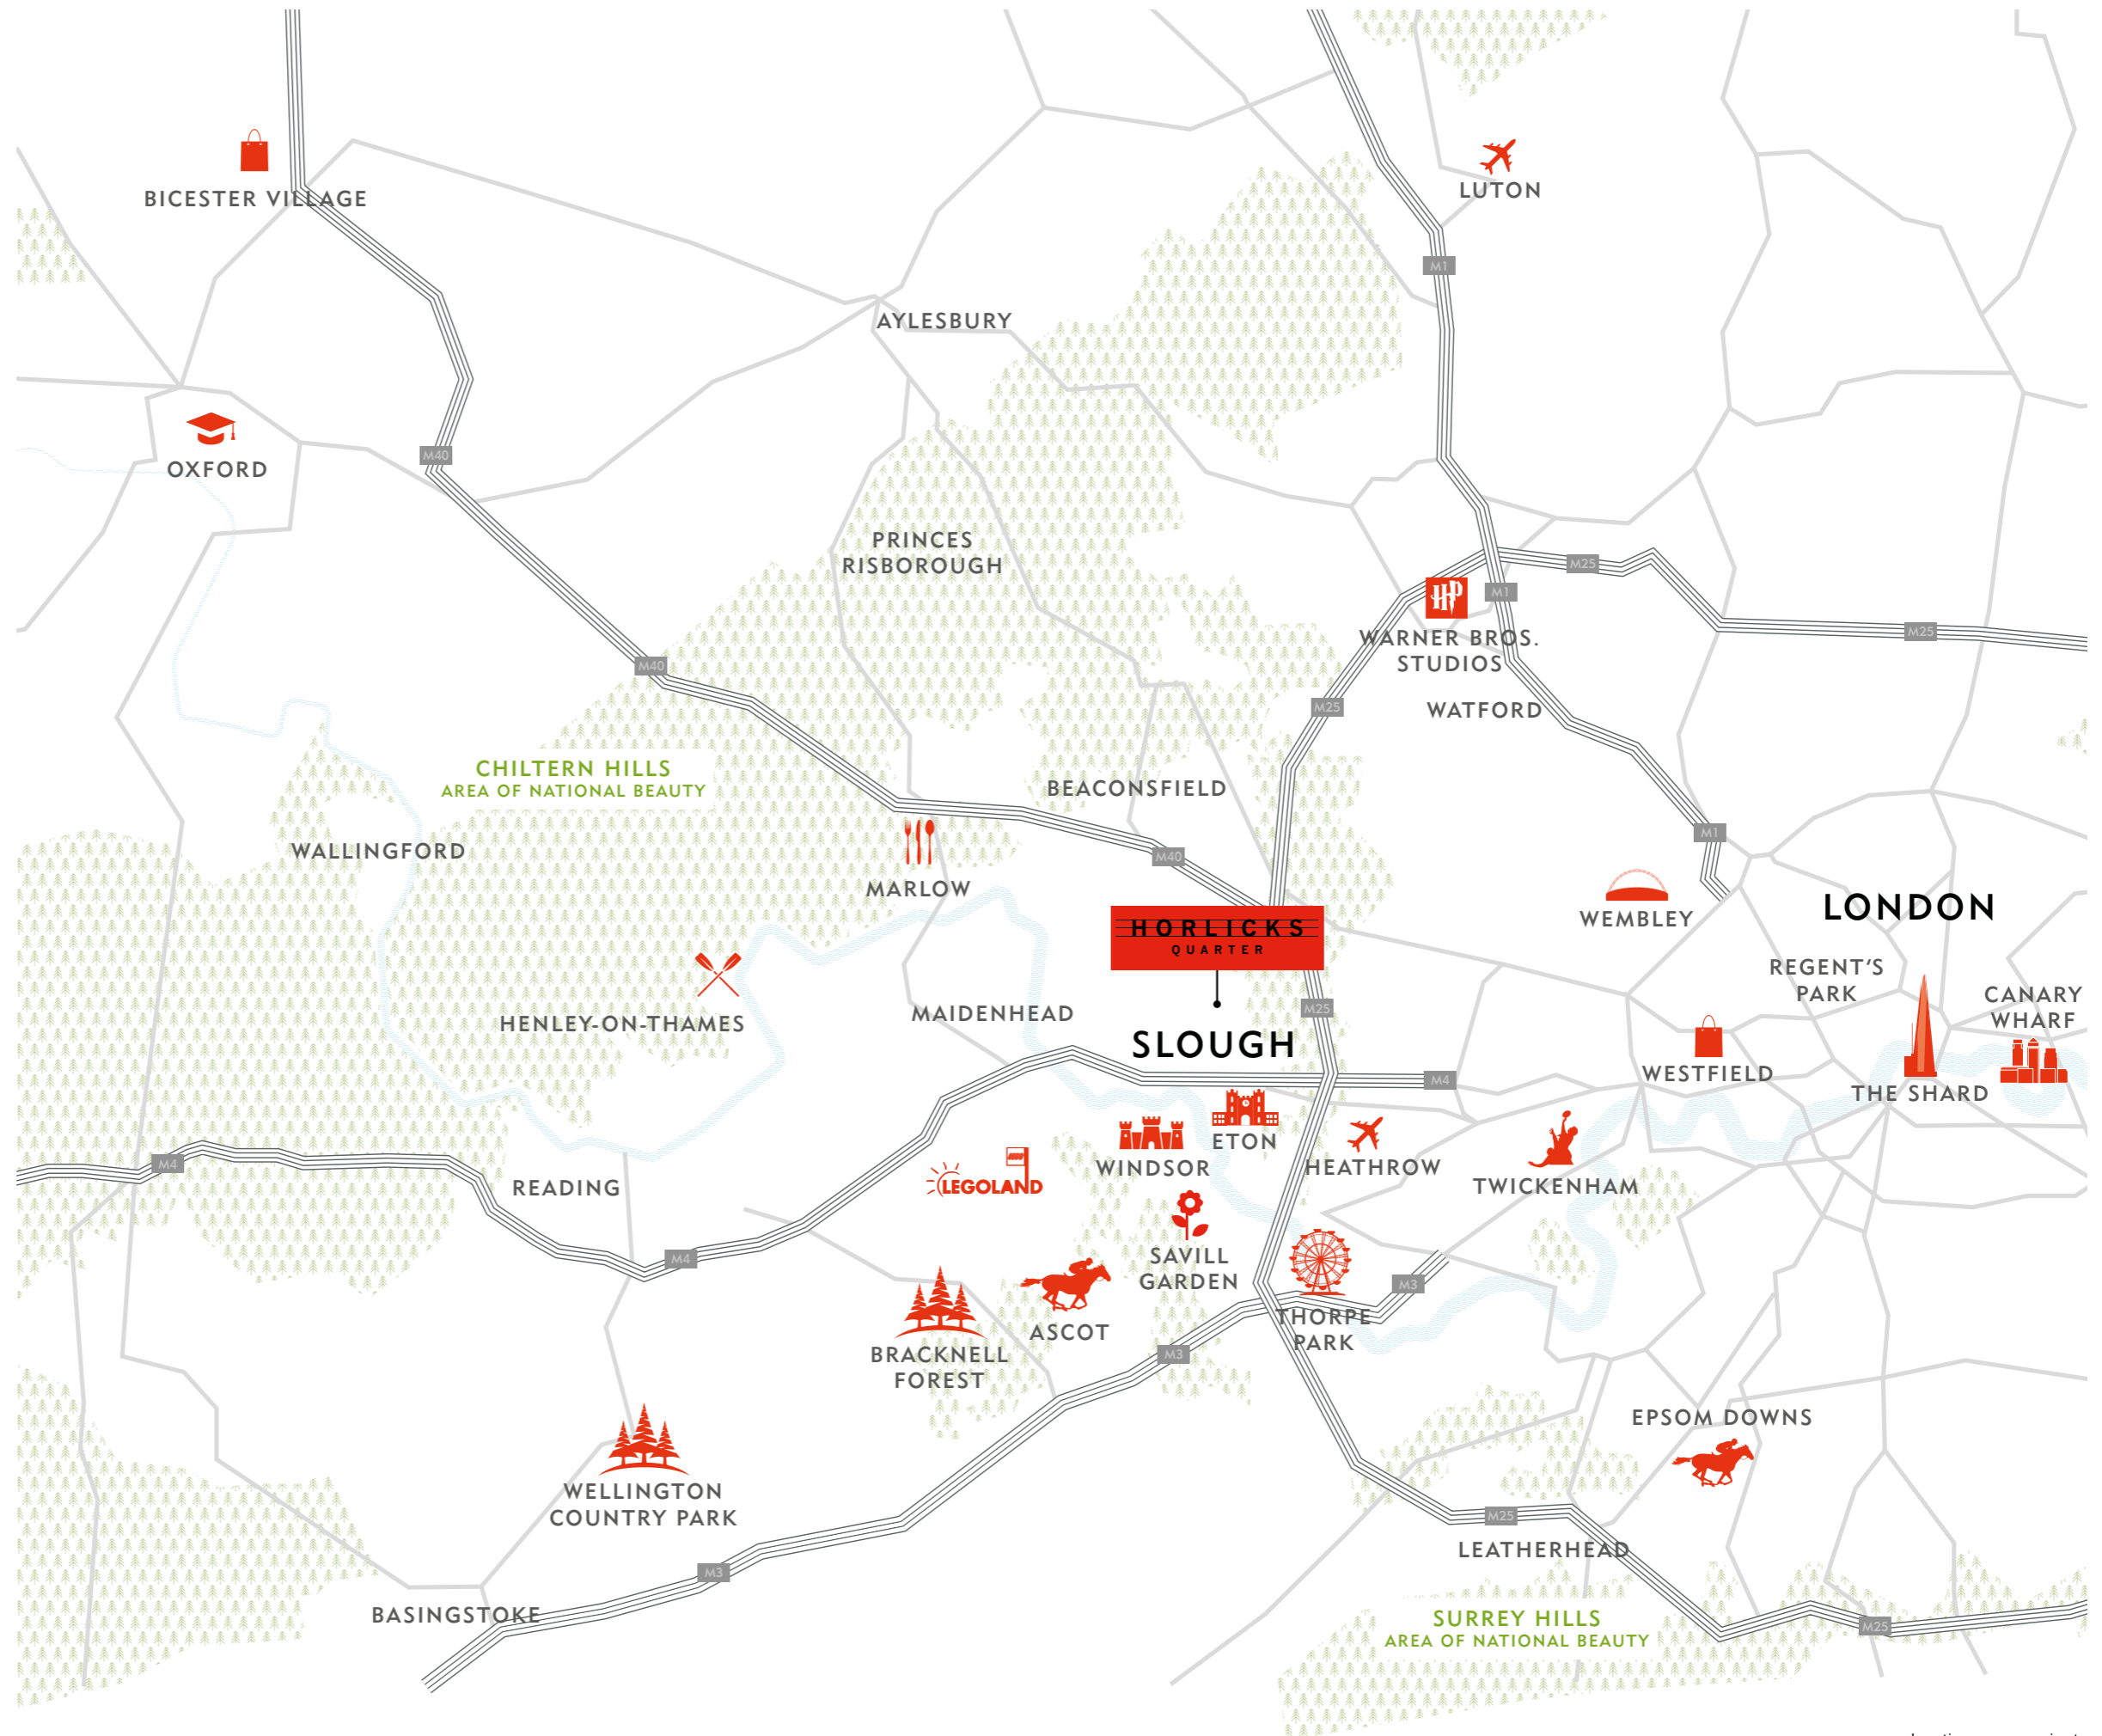 LUTON
BICESTER VILLAGE
M1
AYLESBURY
M40
OXFORD
PRINCES
RISBOROUGH
M25
M1
HP
M25
WARNER BROS.
STUDIOS
M40
M25
WATFORD
CHILTERN HILLS
AREA OF NATIONAL BEAUTY
BEACONSFIELD
M1
WALLINGFORD
M40
MARLOW
LONDON
WEMBLEY
HORLICKS
QUARTER
REGENT'S
PARK
CANARY
WHARF
M25
MAIDENHEAD
HENLEY-ON-THAMES
SLOUGH
WESTFIELD
M4
THE SHARD
ETON
M4
WINDSOR
HEATHROW
READING
LEGOLAND
TWICKENHAM
M4
SAVILL
GARDEN
M3
THORPE
PARK
ASCOT
BRACKNELL
FOREST
M3
EPSOM DOWNS
WELLINGTON
COUNTRY PARK
M25
LEATHERHEAD
M3
BASINGSTOKE
SURREY HILLS
AREA OF NATIONAL BEAUTY
M25